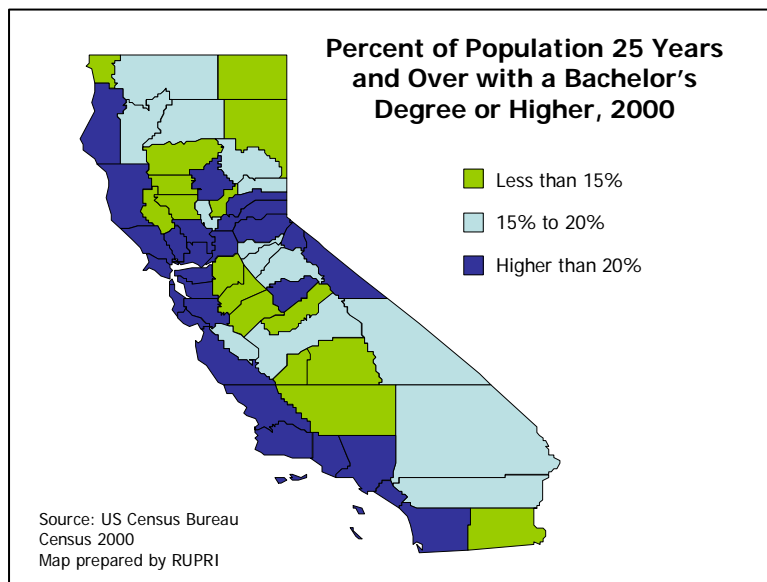 Percent of Population 25 Years
and Over with a Bachelor's
Degree or Higher, 2000
Less than 15%
15% to 20%
Higher than 20%
Source: US Census Bureau
Census 2000
Map prepared by RUPRI